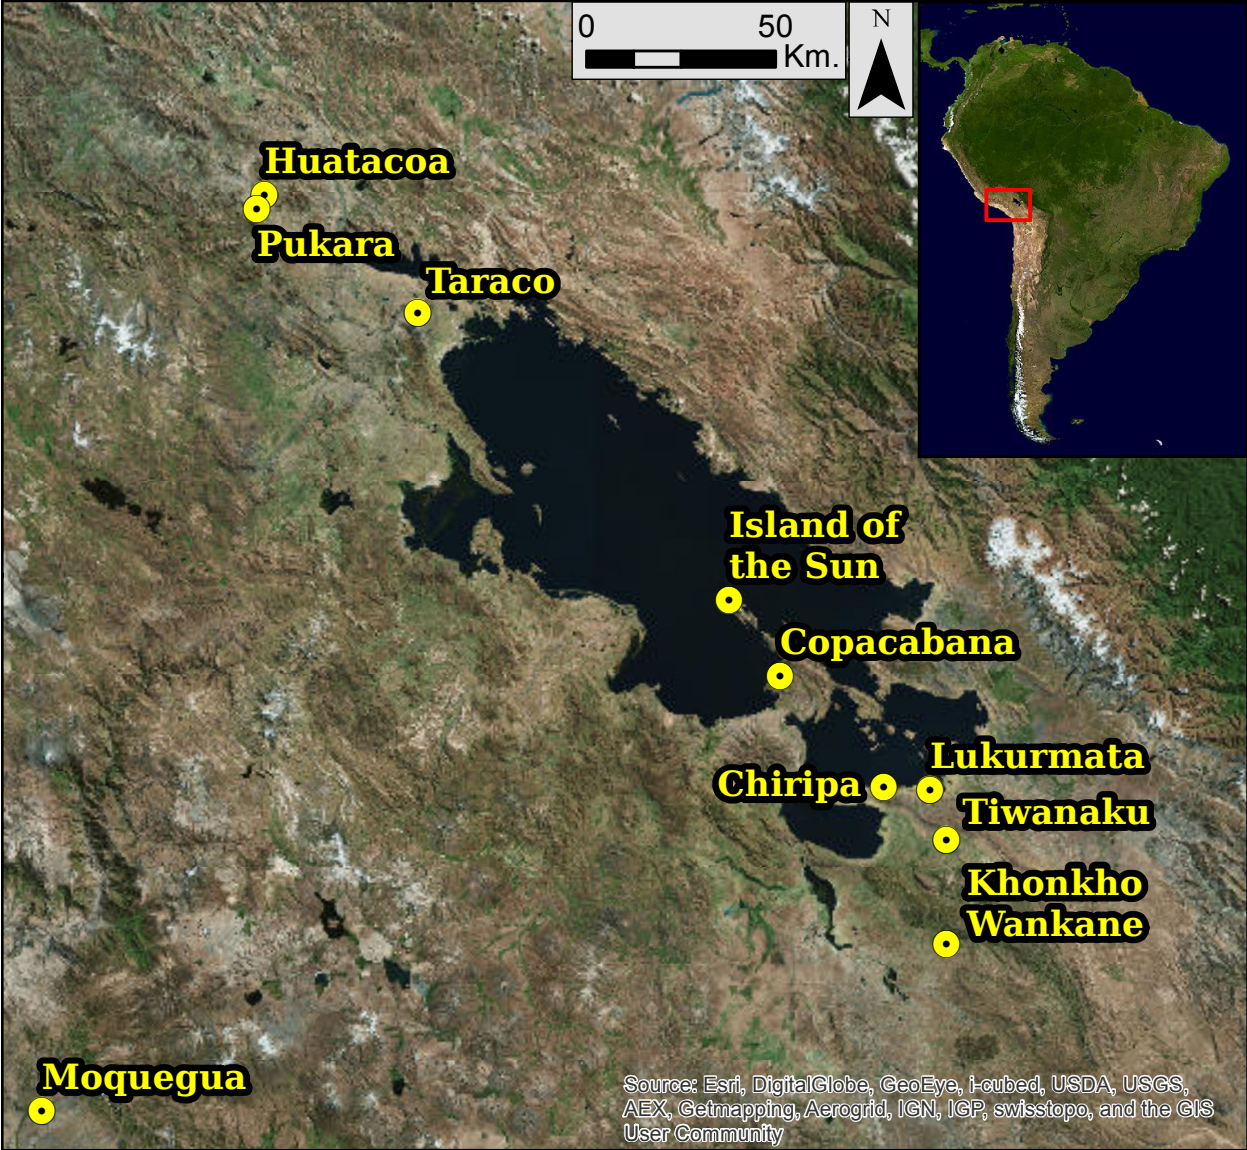 0 50
Km.
N
Huatacoa
Pukara
Taraco
Island of
the Sun
Copacabana
Lukurmata
Chiripa
Tiwanaku
Khonkho
Wankane
Moquegua
Source: Esri, DigitalGlobe, GeoEye, i-cubed, USDA, USGS,
AEX, Getmapping, Aerogrid, IGN, IGP, swisstopo, and the GIS
User Community